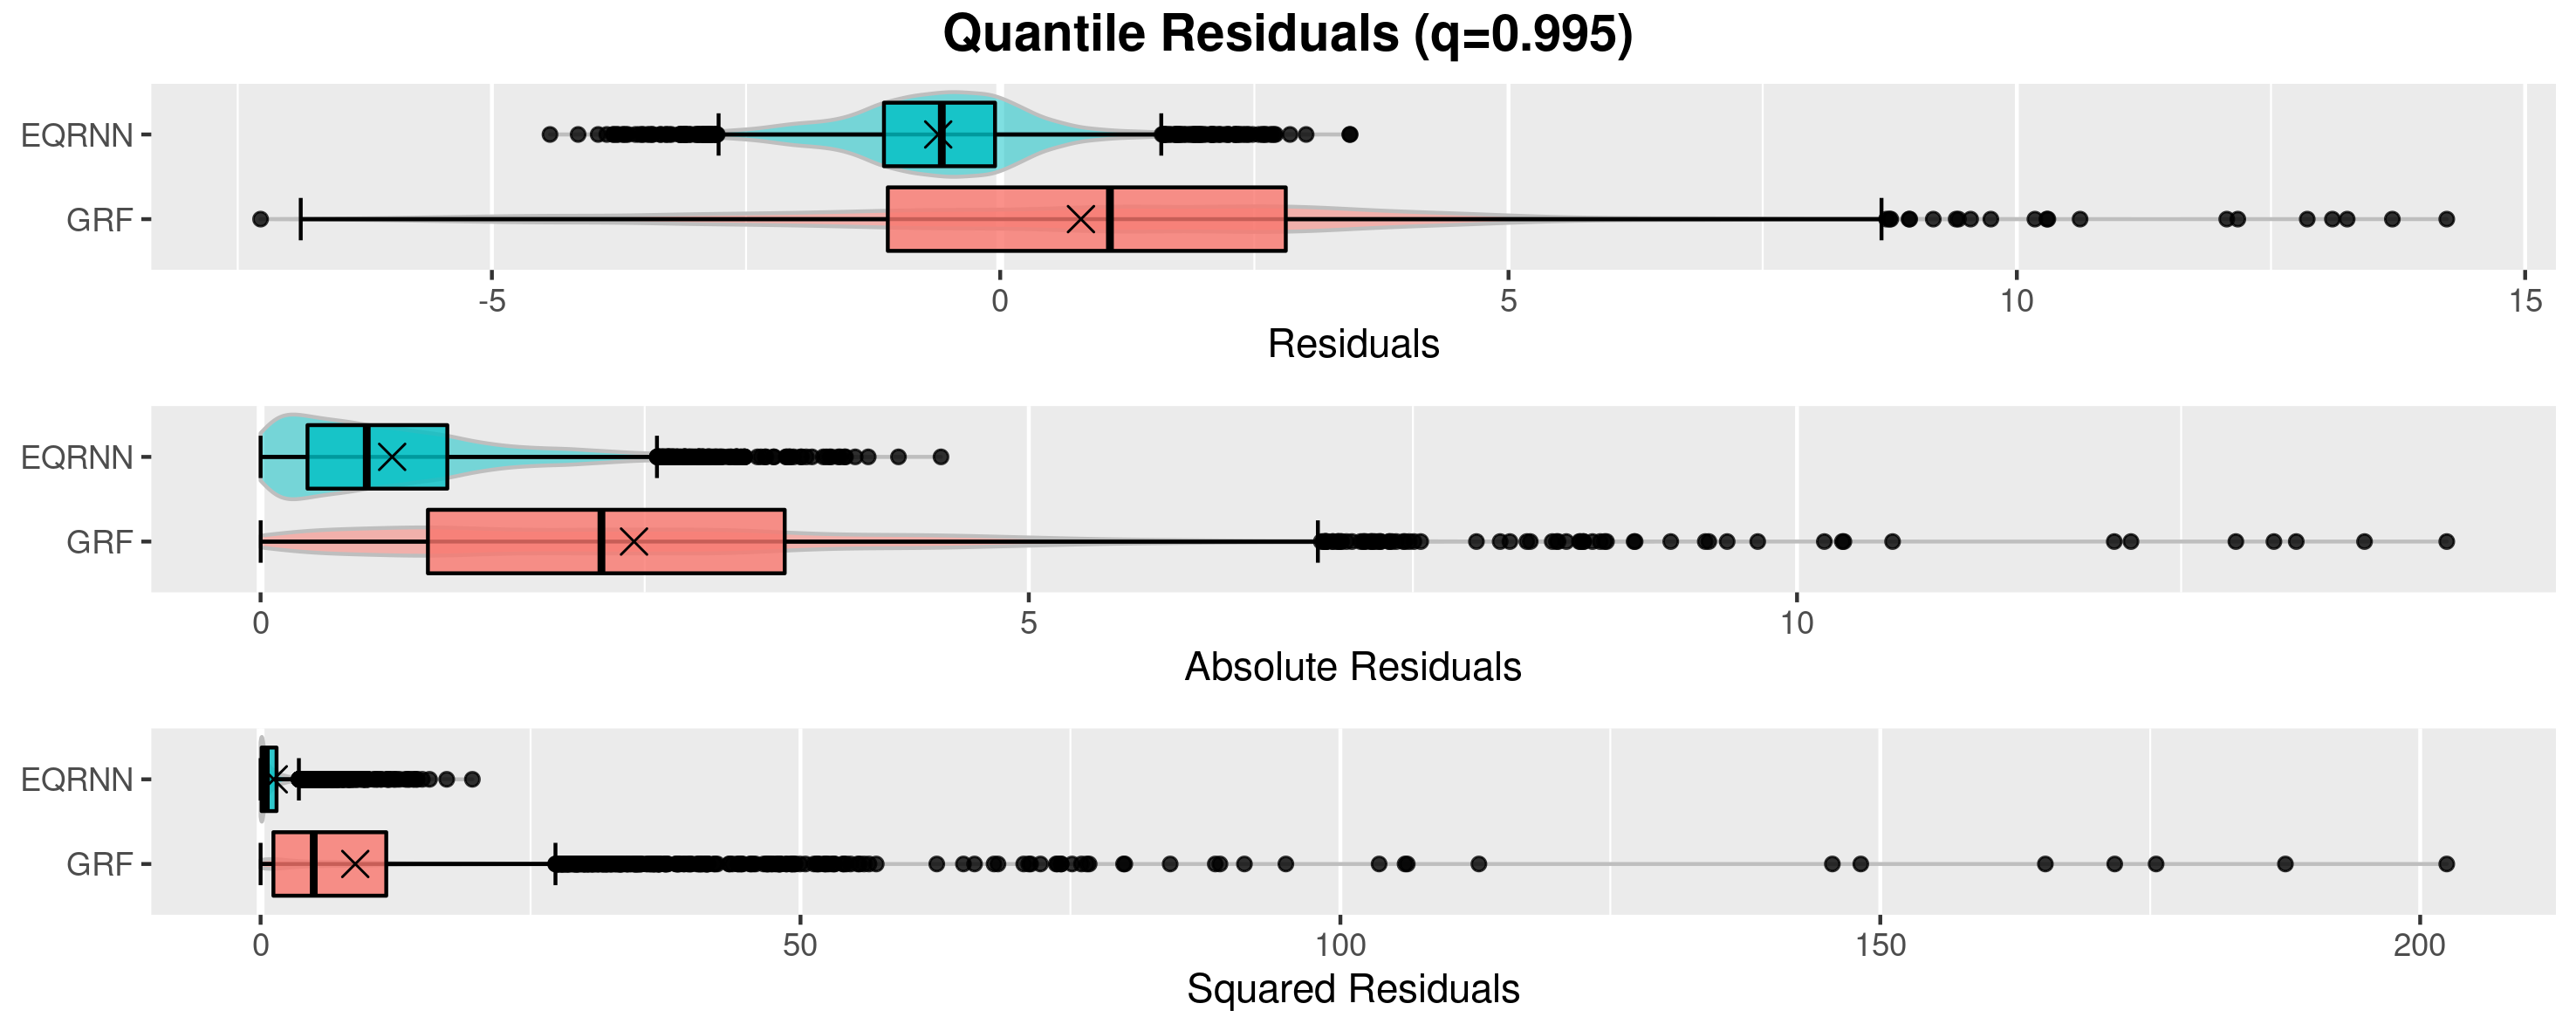 Quantile Residuals (q=0.995)
EQRNN
GRF
-5 0 5 10 15
Residuals
EQRNN
GRF
0 5 10
Absolute Residuals
EQRNN
GRF
0 50 100 150 200
Squared Residuals